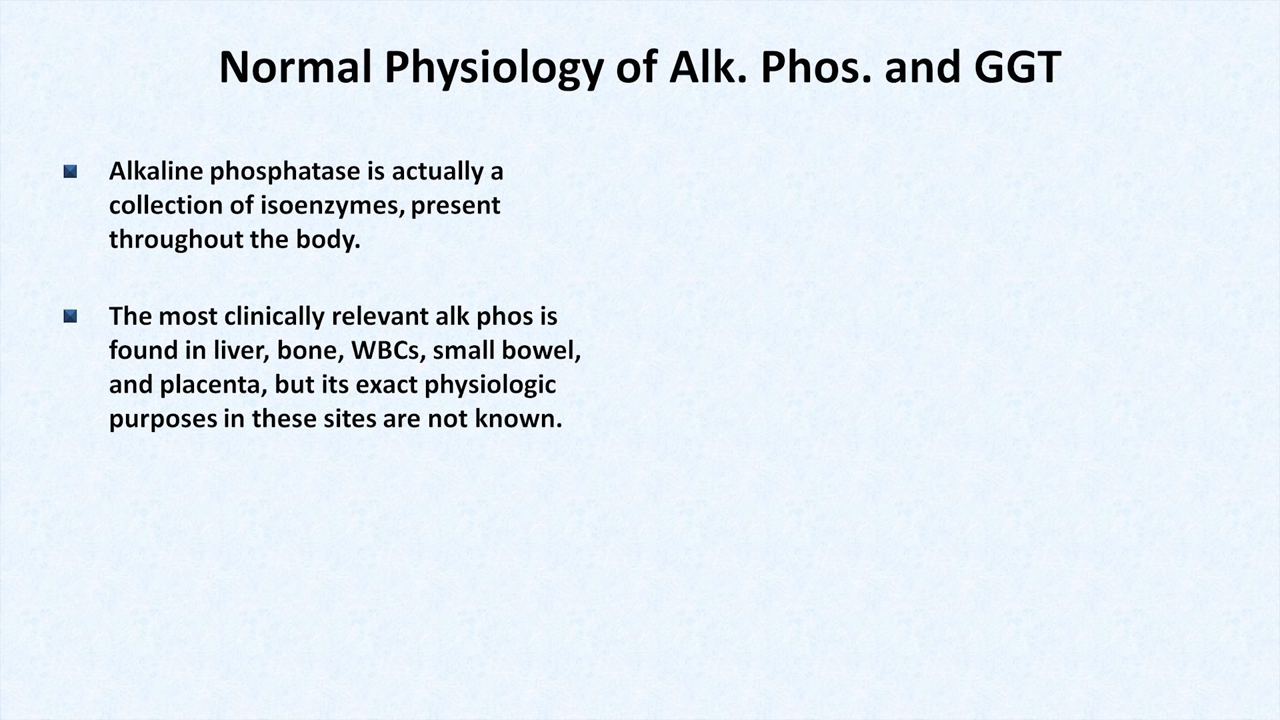 Normal Physiology of Alk. Phos. and GGT
Alkaline phosphatase is actually a
collection of isoenzymes, present
throughout the body.
The most clinically relevant alk phos is
found in liver, bone, WBCs, small bowel,
and placenta, but its exact physiologic
purposes in these sites are not known.